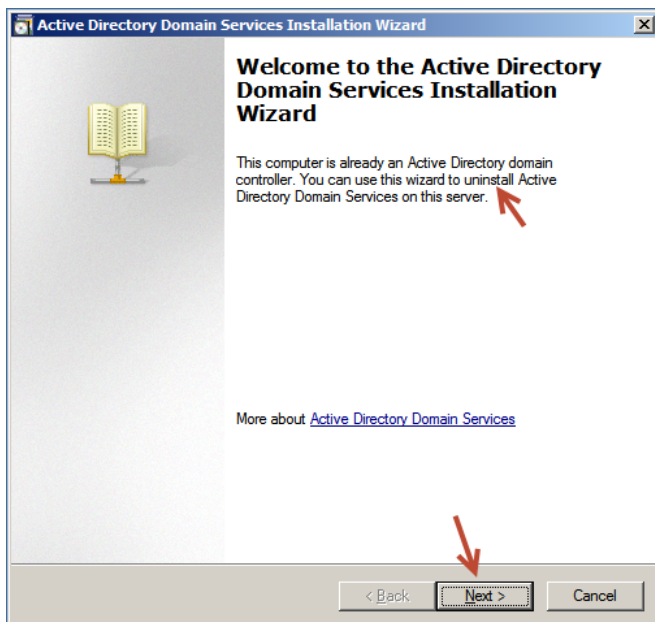 Active Directory Domain Services Installation Wizard
Welcome to the Active Directory
Domain Services Installation
Wizard
This computer is already an Active Directory domain
controller. You can use this wizard to uninstall Active
Directory Domain Services on this server.
More about Active Directory Domain Services
< Back Next > Cancel